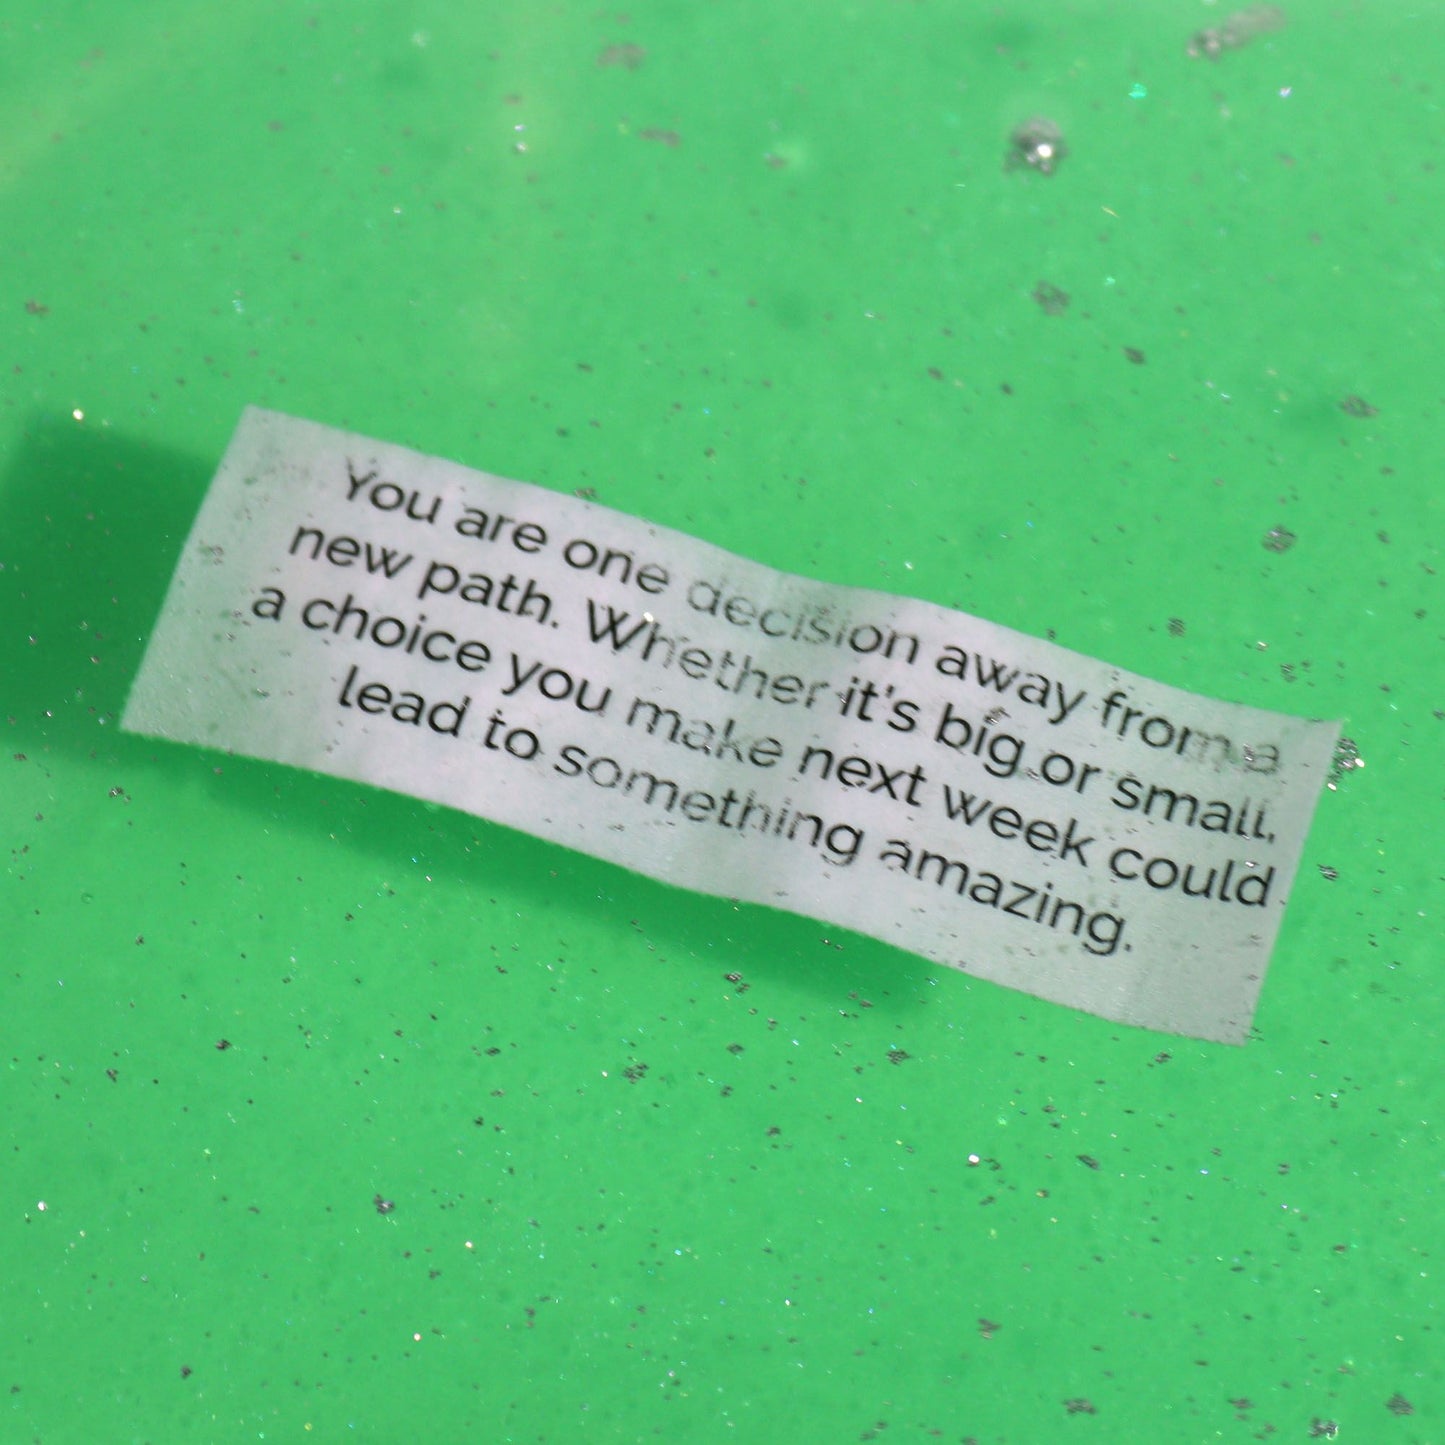 You are one decision away from a
new path. Whether it's big or small,
a choice you make next week could
lead to something amazing.